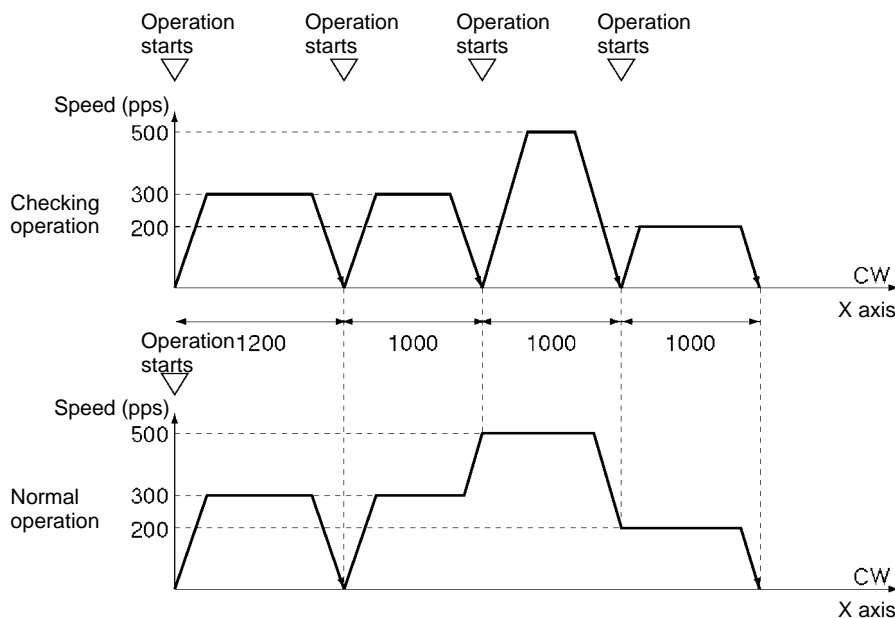 Operation starts
Operation starts
Operation starts
Operation starts
Speed (pps)
500
300
200
Checking operation
CW
X axis
1200
1000
1000
1000
Operation starts
Speed (pps)
500
300
200
Normal operation
CW
X axis